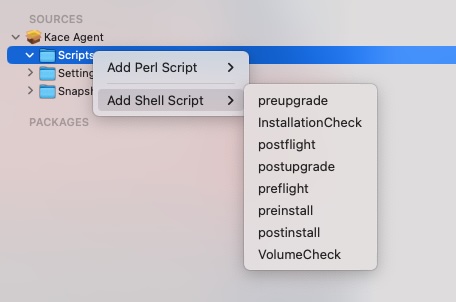 SOURCES
Kace Agent
Scripts
Add Perl Script
Setting
Snaps
Add Shell Script
preupgrade
InstallationCheck
postflight
postupgrade
preflight
preinstall
postinstall
VolumeCheck
PACKAGES